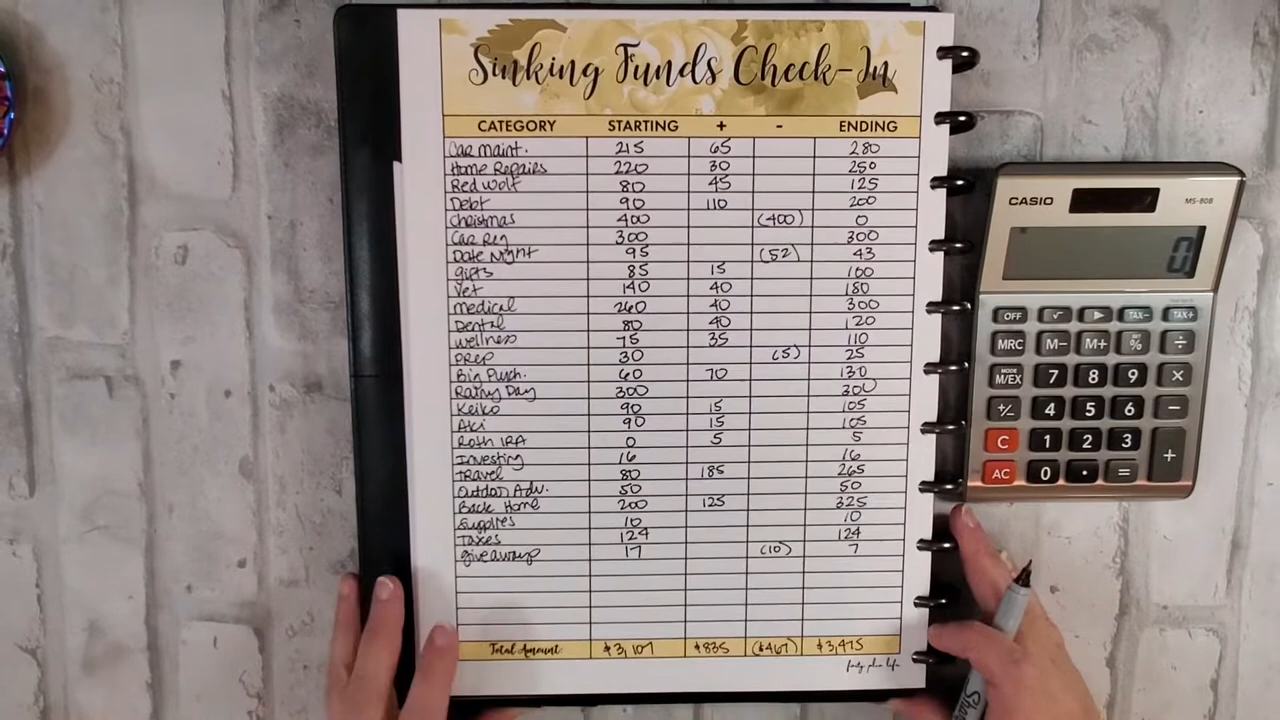 Sinking Funds Check-In
CATEGORY STARTING + - ENDING
Car Maint. 215 65 280
Home Repairs 220 30 250
Red Wolf 80 45 125
Debt 90 110 200
Christmas 400 (400) 0
Car Reg 300 300
Date Night 95 (52) 43
gifts 85 15 100
Vet 140 40 180
medical 260 40 300
Dental 80 40 120
wellness 75 35 110
PREP 30 (5) 25
Big Purch. 60 70 130
Rainy Day 300 300
Keiko 90 15 105
Aki 90 15 105
Roth IRA 0 5 5
Investing 16 16
TRavel 80 185 265
Outdoor Adv. 50 50
Back Home 200 125 325
Supplies 10 10
Taxes 124 124
giveaways 17 (10) 7
Total Amount: $3,107 $835 ($467) $3,475
forty plus life
CASIO MS-80B
0
OFF √ ▶ TAX- TAX+
MRC M- M+ % ÷
MODE
M/EX 7 8 9 ×
+/- 4 5 6 −
C 1 2 3 +
AC 0 · =
Sha